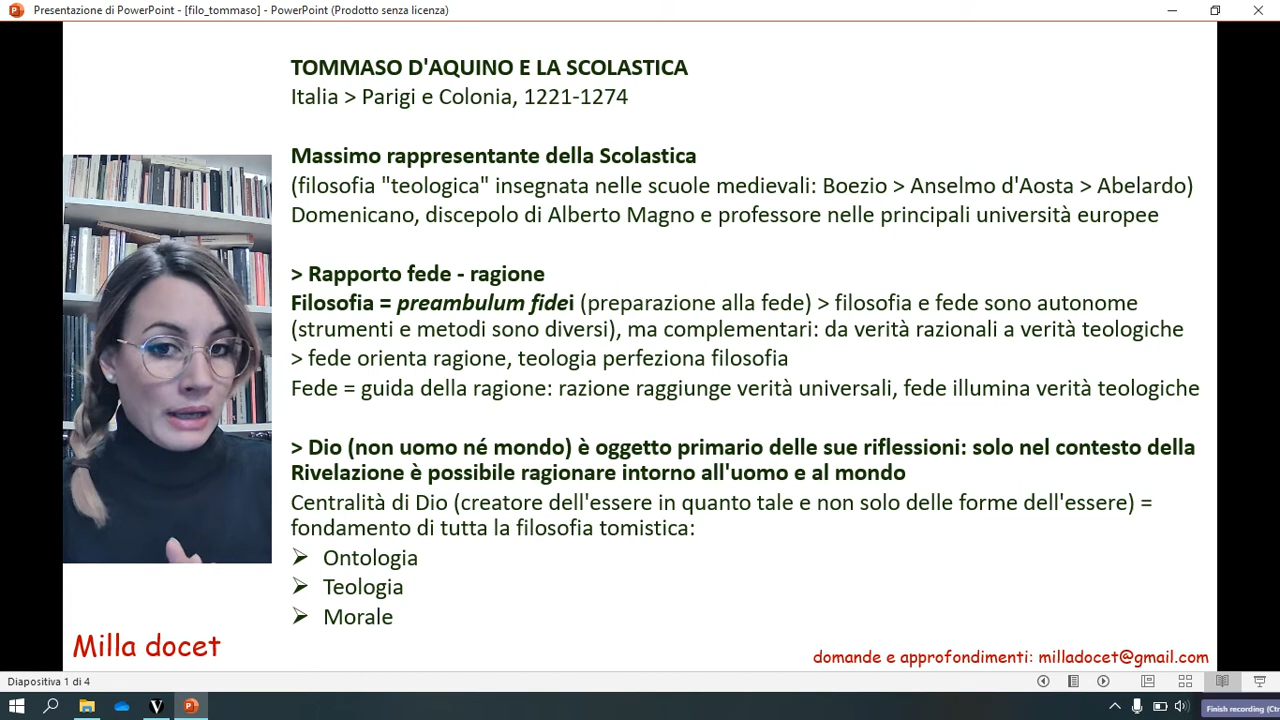 Presentazione di PowerPoint - [filo_tommaso] - PowerPoint (Prodotto senza licenza)
TOMMASO D'AQUINO E LA SCOLASTICA
Italia > Parigi e Colonia, 1221-1274
Massimo rappresentante della Scolastica
(filosofia "teologica" insegnata nelle scuole medievali: Boezio > Anselmo d'Aosta > Abelardo)
Domenicano, discepolo di Alberto Magno e professore nelle principali università europee
> Rapporto fede - ragione
Filosofia = preambulum fidei (preparazione alla fede) > filosofia e fede sono autonome
(strumenti e metodi sono diversi), ma complementari: da verità razionali a verità teologiche
> fede orienta ragione, teologia perfeziona filosofia
Fede = guida della ragione: razione raggiunge verità universali, fede illumina verità teologiche
> Dio (non uomo né mondo) è oggetto primario delle sue riflessioni: solo nel contesto della
Rivelazione è possibile ragionare intorno all'uomo e al mondo
Centralità di Dio (creatore dell'essere in quanto tale e non solo delle forme dell'essere) =
fondamento di tutta la filosofia tomistica:
Ontologia
Teologia
Morale
Milla docet
domande e approfondimenti: milladocet@gmail.com
Diapositiva 1 di 4
Finish recording (Ctr